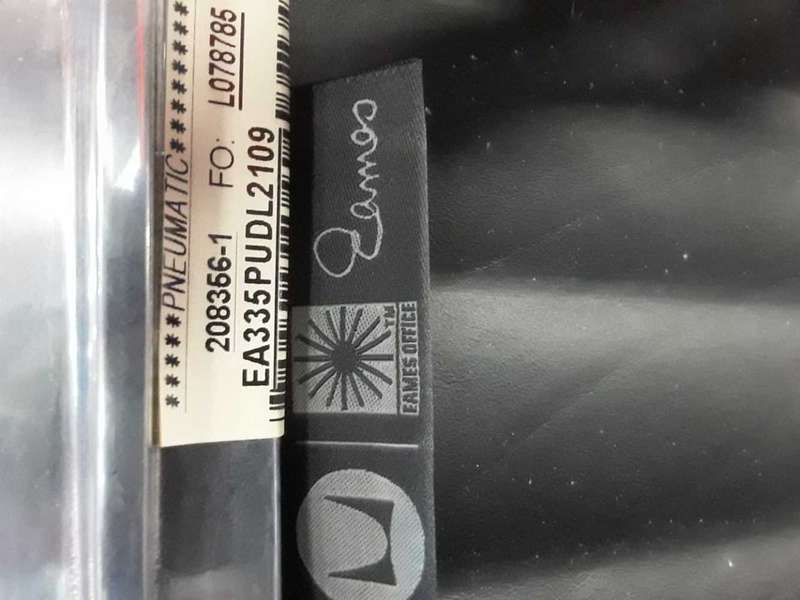 *****PNEUMATIC*********
208356-1 FO: L078785
EA335PUDL2109
Eames
EAMES OFFICE
TM